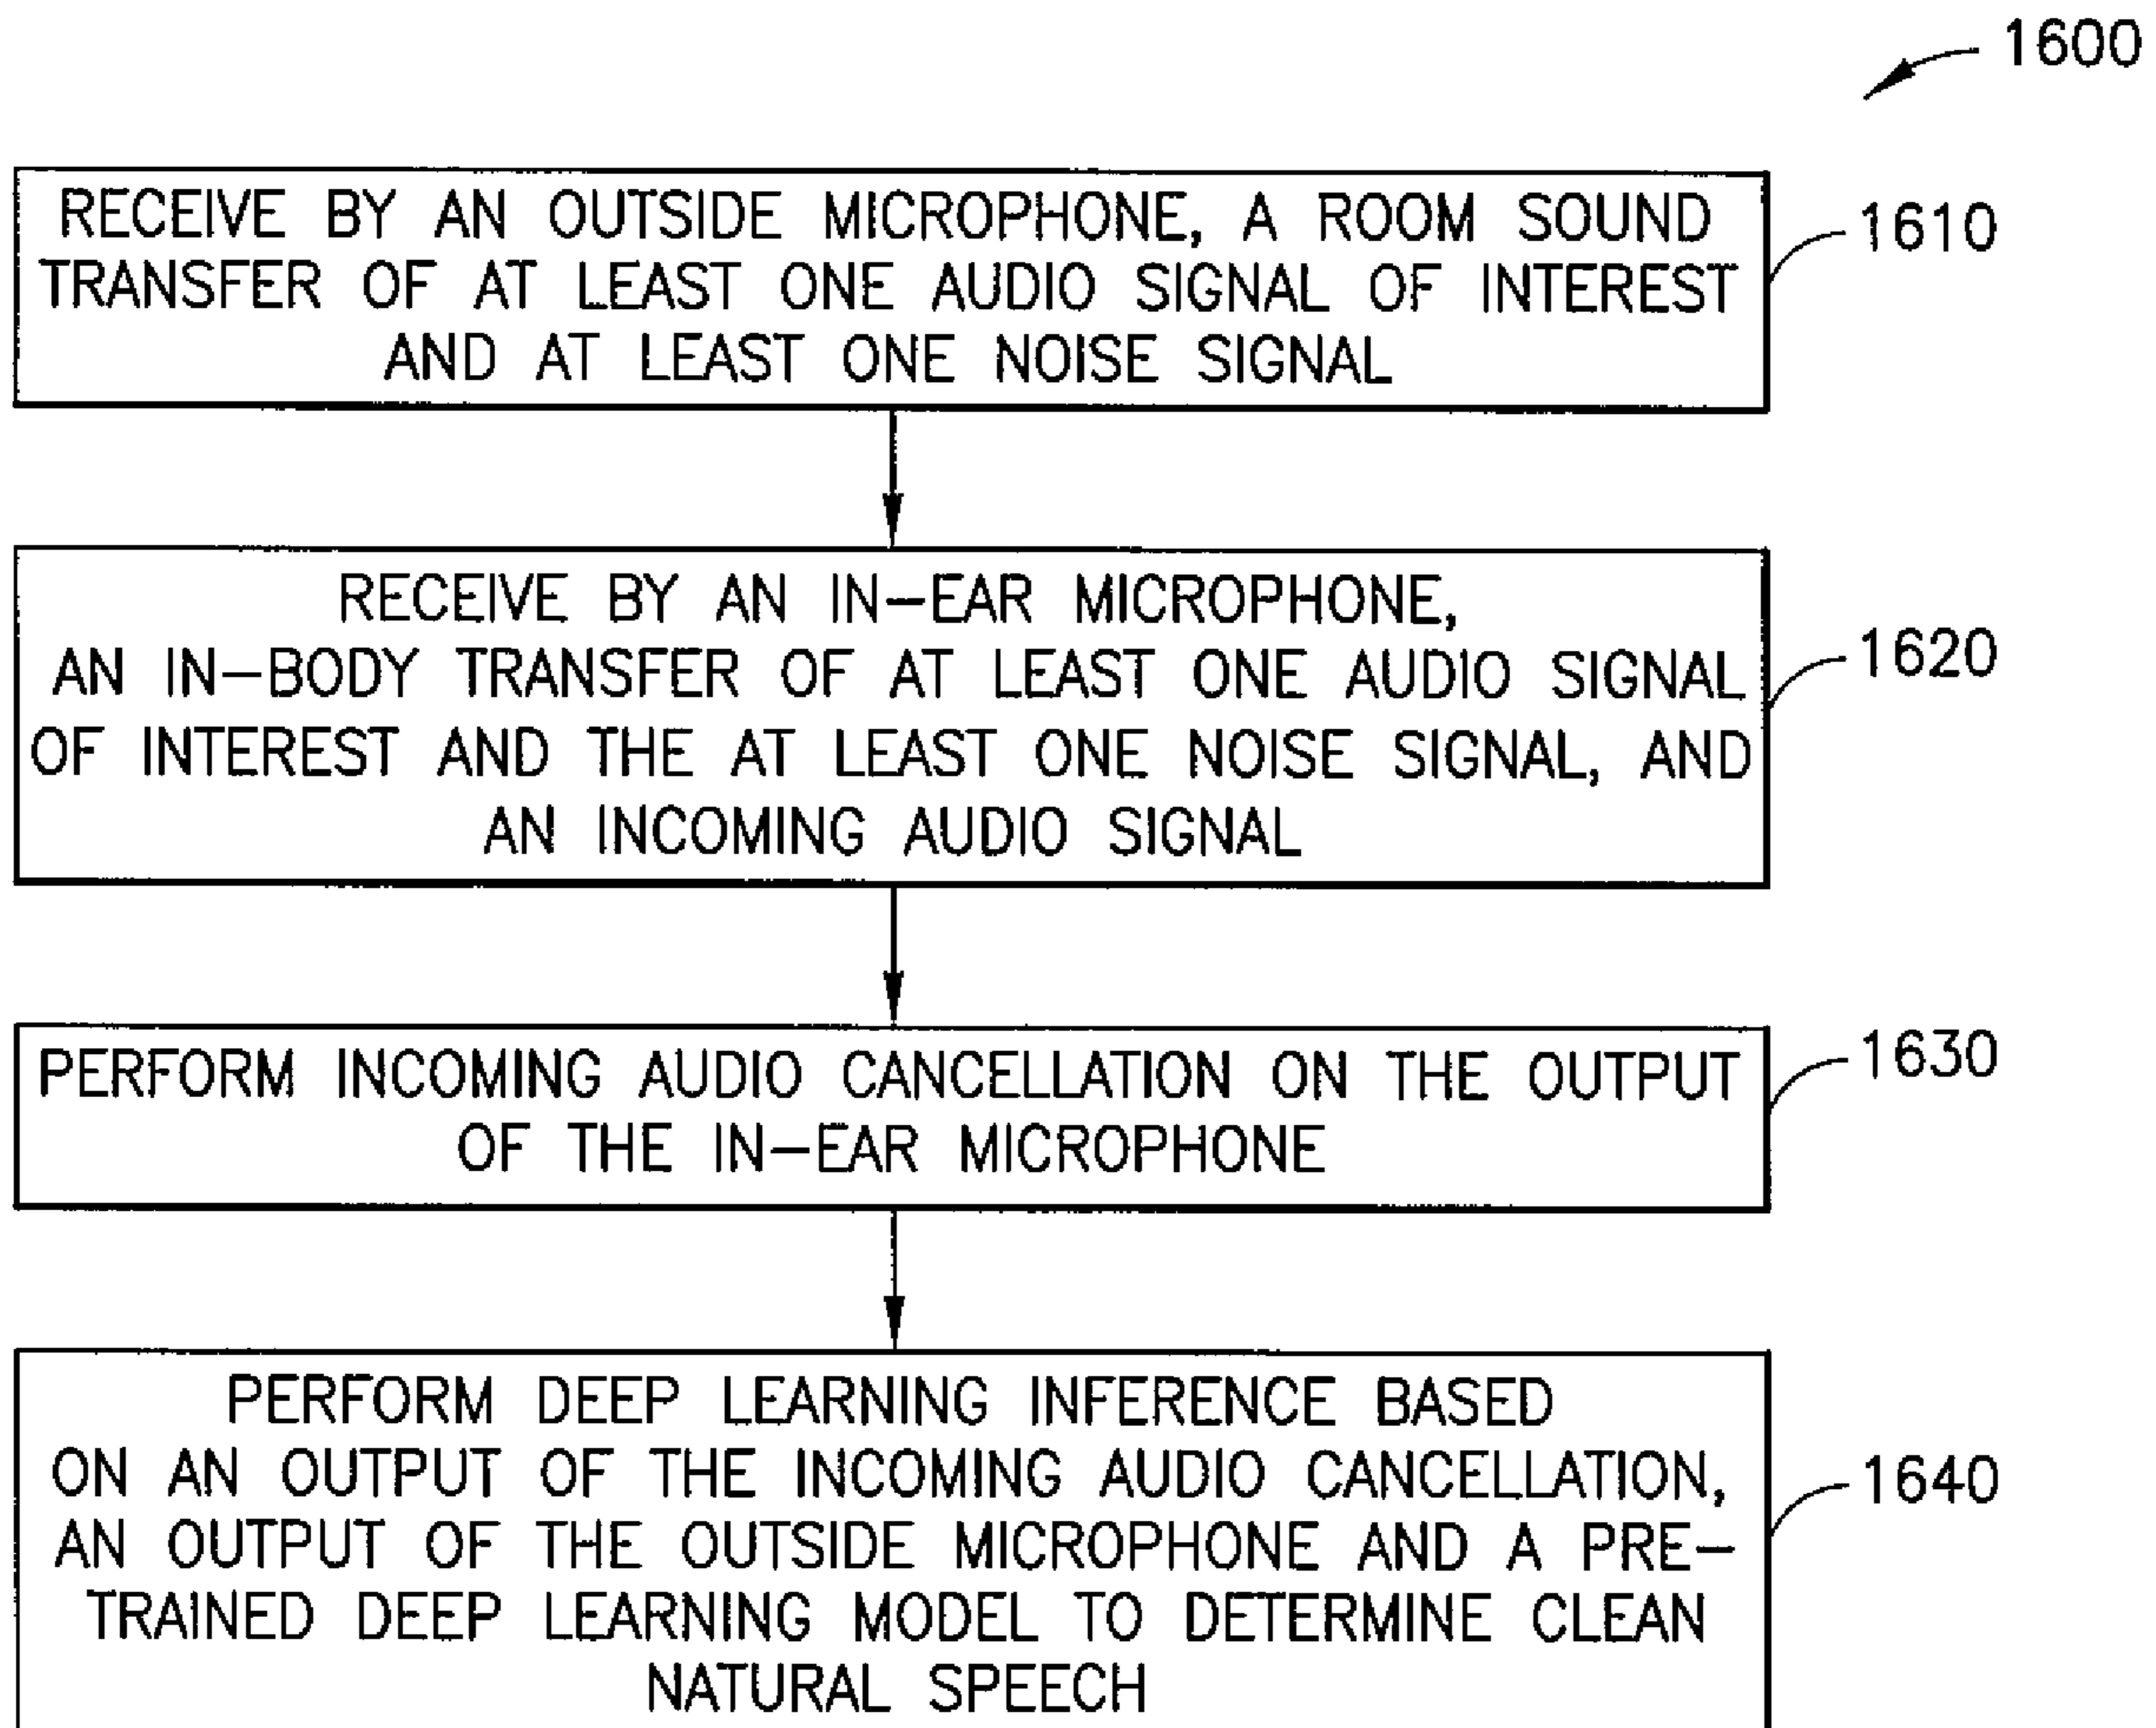 1600
RECEIVE BY AN OUTSIDE MICROPHONE, A ROOM SOUND
TRANSFER OF AT LEAST ONE AUDIO SIGNAL OF INTEREST
AND AT LEAST ONE NOISE SIGNAL
1610
RECEIVE BY AN IN-EAR MICROPHONE,
AN IN-BODY TRANSFER OF AT LEAST ONE AUDIO SIGNAL
OF INTEREST AND THE AT LEAST ONE NOISE SIGNAL, AND
AN INCOMING AUDIO SIGNAL
1620
PERFORM INCOMING AUDIO CANCELLATION ON THE OUTPUT
OF THE IN-EAR MICROPHONE
1630
PERFORM DEEP LEARNING INFERENCE BASED
ON AN OUTPUT OF THE INCOMING AUDIO CANCELLATION,
AN OUTPUT OF THE OUTSIDE MICROPHONE AND A PRE-
TRAINED DEEP LEARNING MODEL TO DETERMINE CLEAN
NATURAL SPEECH
1640